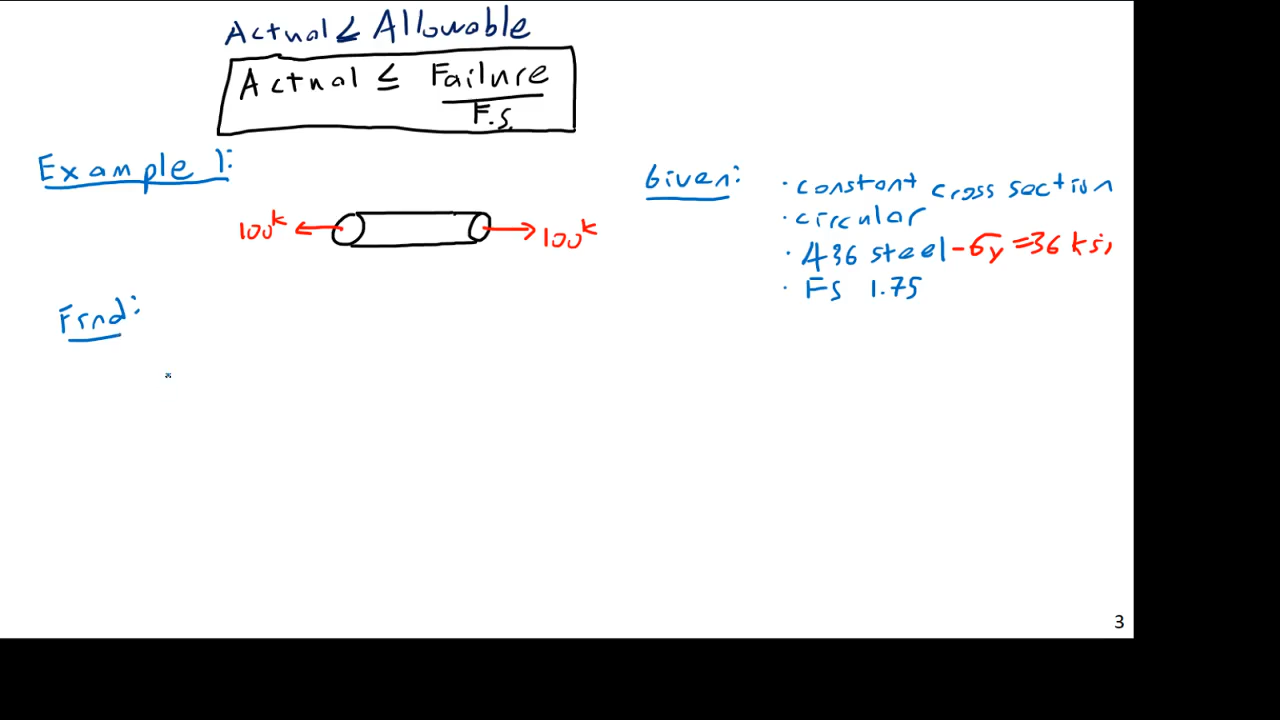 Actual ≤ Allowable
Actual ≤ Failure
F.S.
Example 1:
100k
100k
Given:
· constant cross section
· circular
· A36 steel - σy = 36 ksi
· FS 1.75
Find:
3